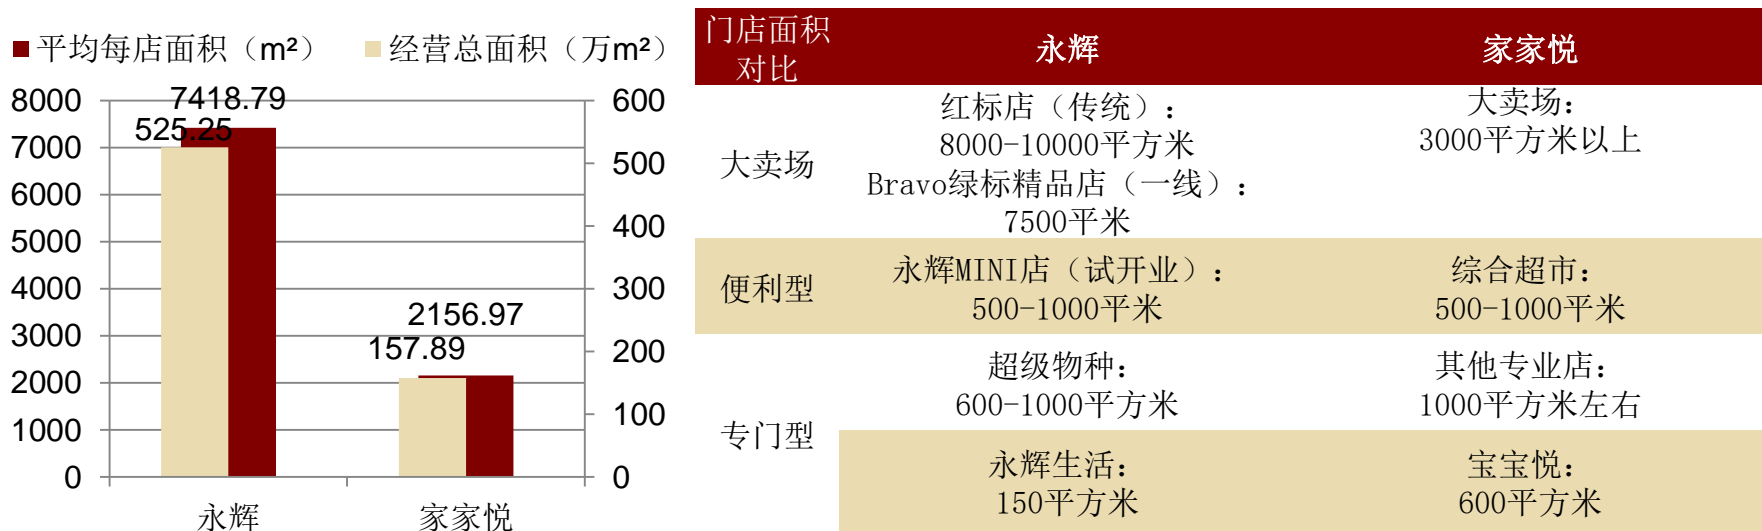 平均每店面积（m²）
经营总面积（万m²）
8000
7000
6000
5000
4000
3000
2000
1000
0
7418.79
525.25
2156.97
157.89
600
500
400
300
200
100
0
永辉
家家悦
门店面积
对比
永辉
家家悦
大卖场
红标店（传统）：
8000-10000平方米
Bravo绿标精品店（一线）：
7500平米
大卖场：
3000平方米以上
便利型
永辉MINI店（试开业）：
500-1000平米
综合超市：
500-1000平米
专门型
超级物种：
600-1000平方米
其他专业店：
1000平方米左右
永辉生活：
150平方米
宝宝悦：
600平方米